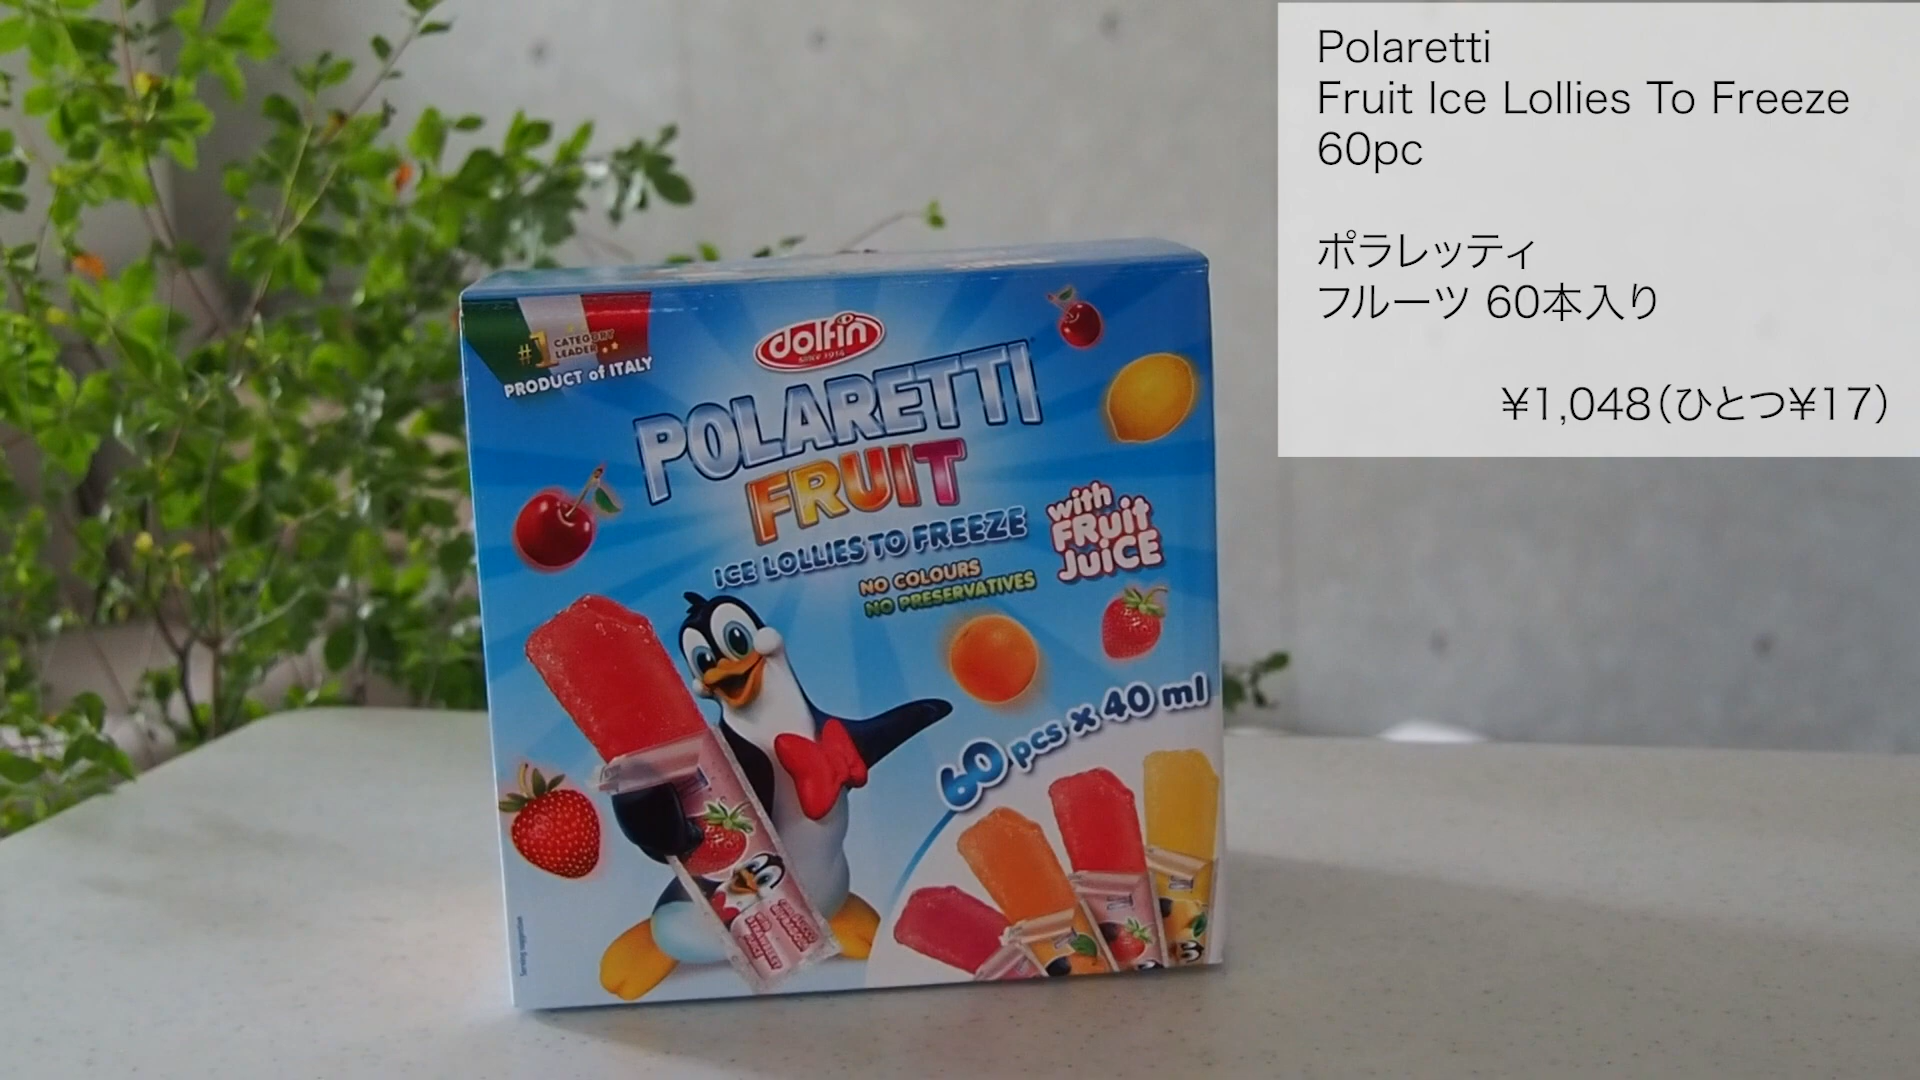 Polaretti
Fruit Ice Lollies To Freeze
60pc
ポラレッティ
フルーツ 60本入り
¥1,048(ひとつ¥17)
#1 CATEGORY
LEADER
PRODUCT of ITALY
dolfin
since 1914
POLARETTI
FRUIT
ICE LOLLIES TO FREEZE
NO COLOURS
NO PRESERVATIVES
with
FRuit
JuiCE
60 pcs x 40 ml
Serving suggestion